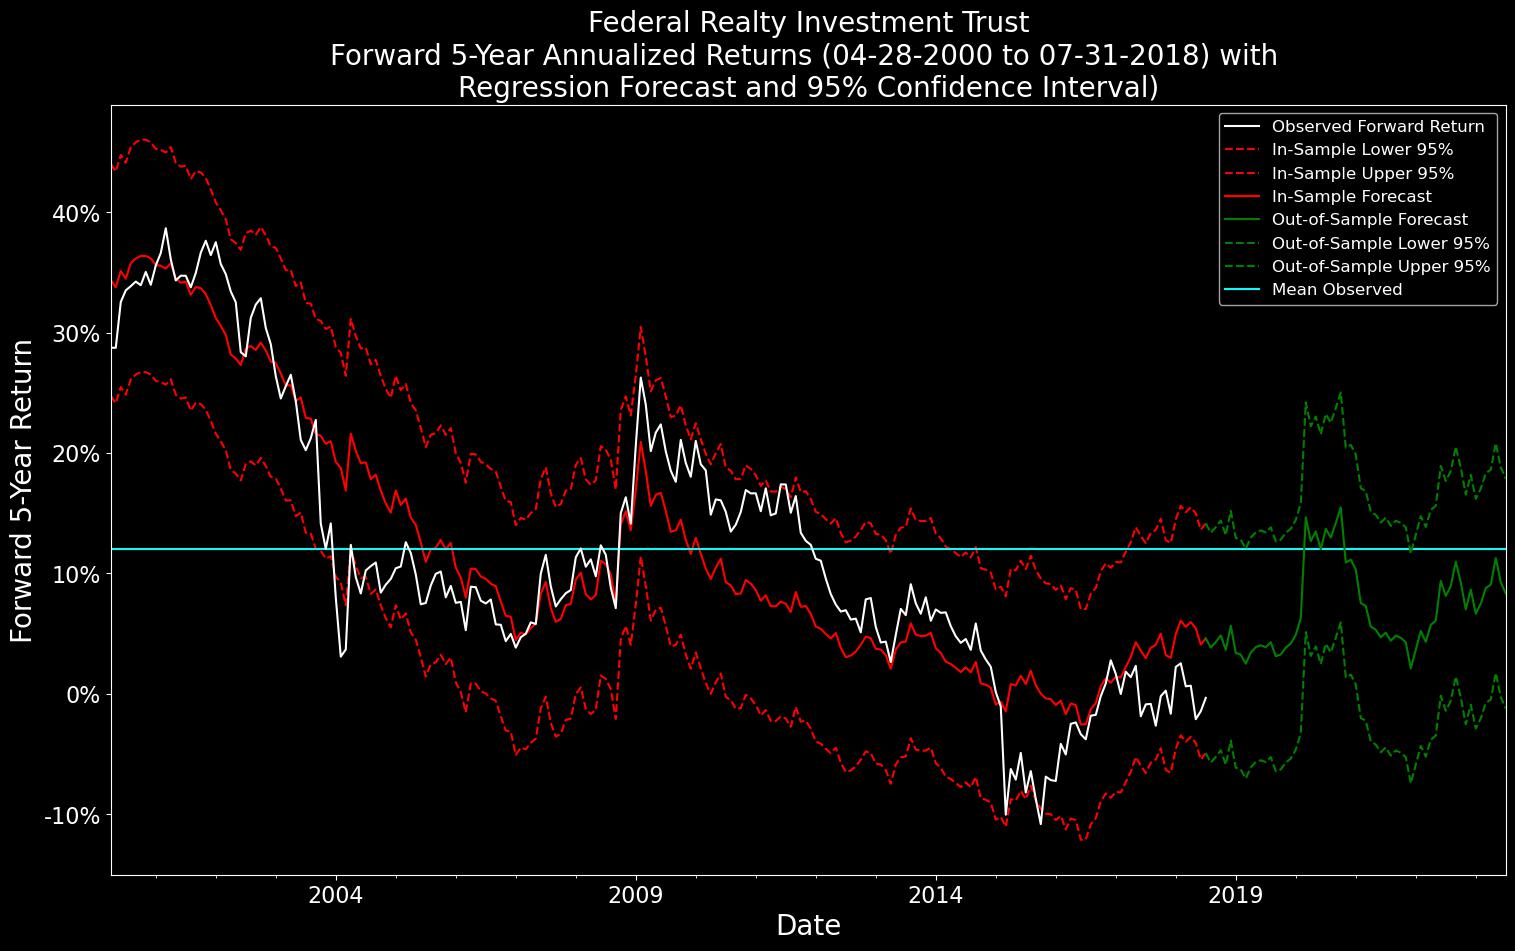 Federal Realty Investment Trust
Forward 5-Year Annualized Returns (04-28-2000 to 07-31-2018) with
Regression Forecast and 95% Confidence Interval)
Observed Forward Return
In-Sample Lower 95%
In-Sample Upper 95%
In-Sample Forecast
Out-of-Sample Forecast
Out-of-Sample Lower 95%
Out-of-Sample Upper 95%
Mean Observed
Forward 5-Year Return
40%
30%
20%
10%
0%
-10%
2004
2009
2014
2019
Date